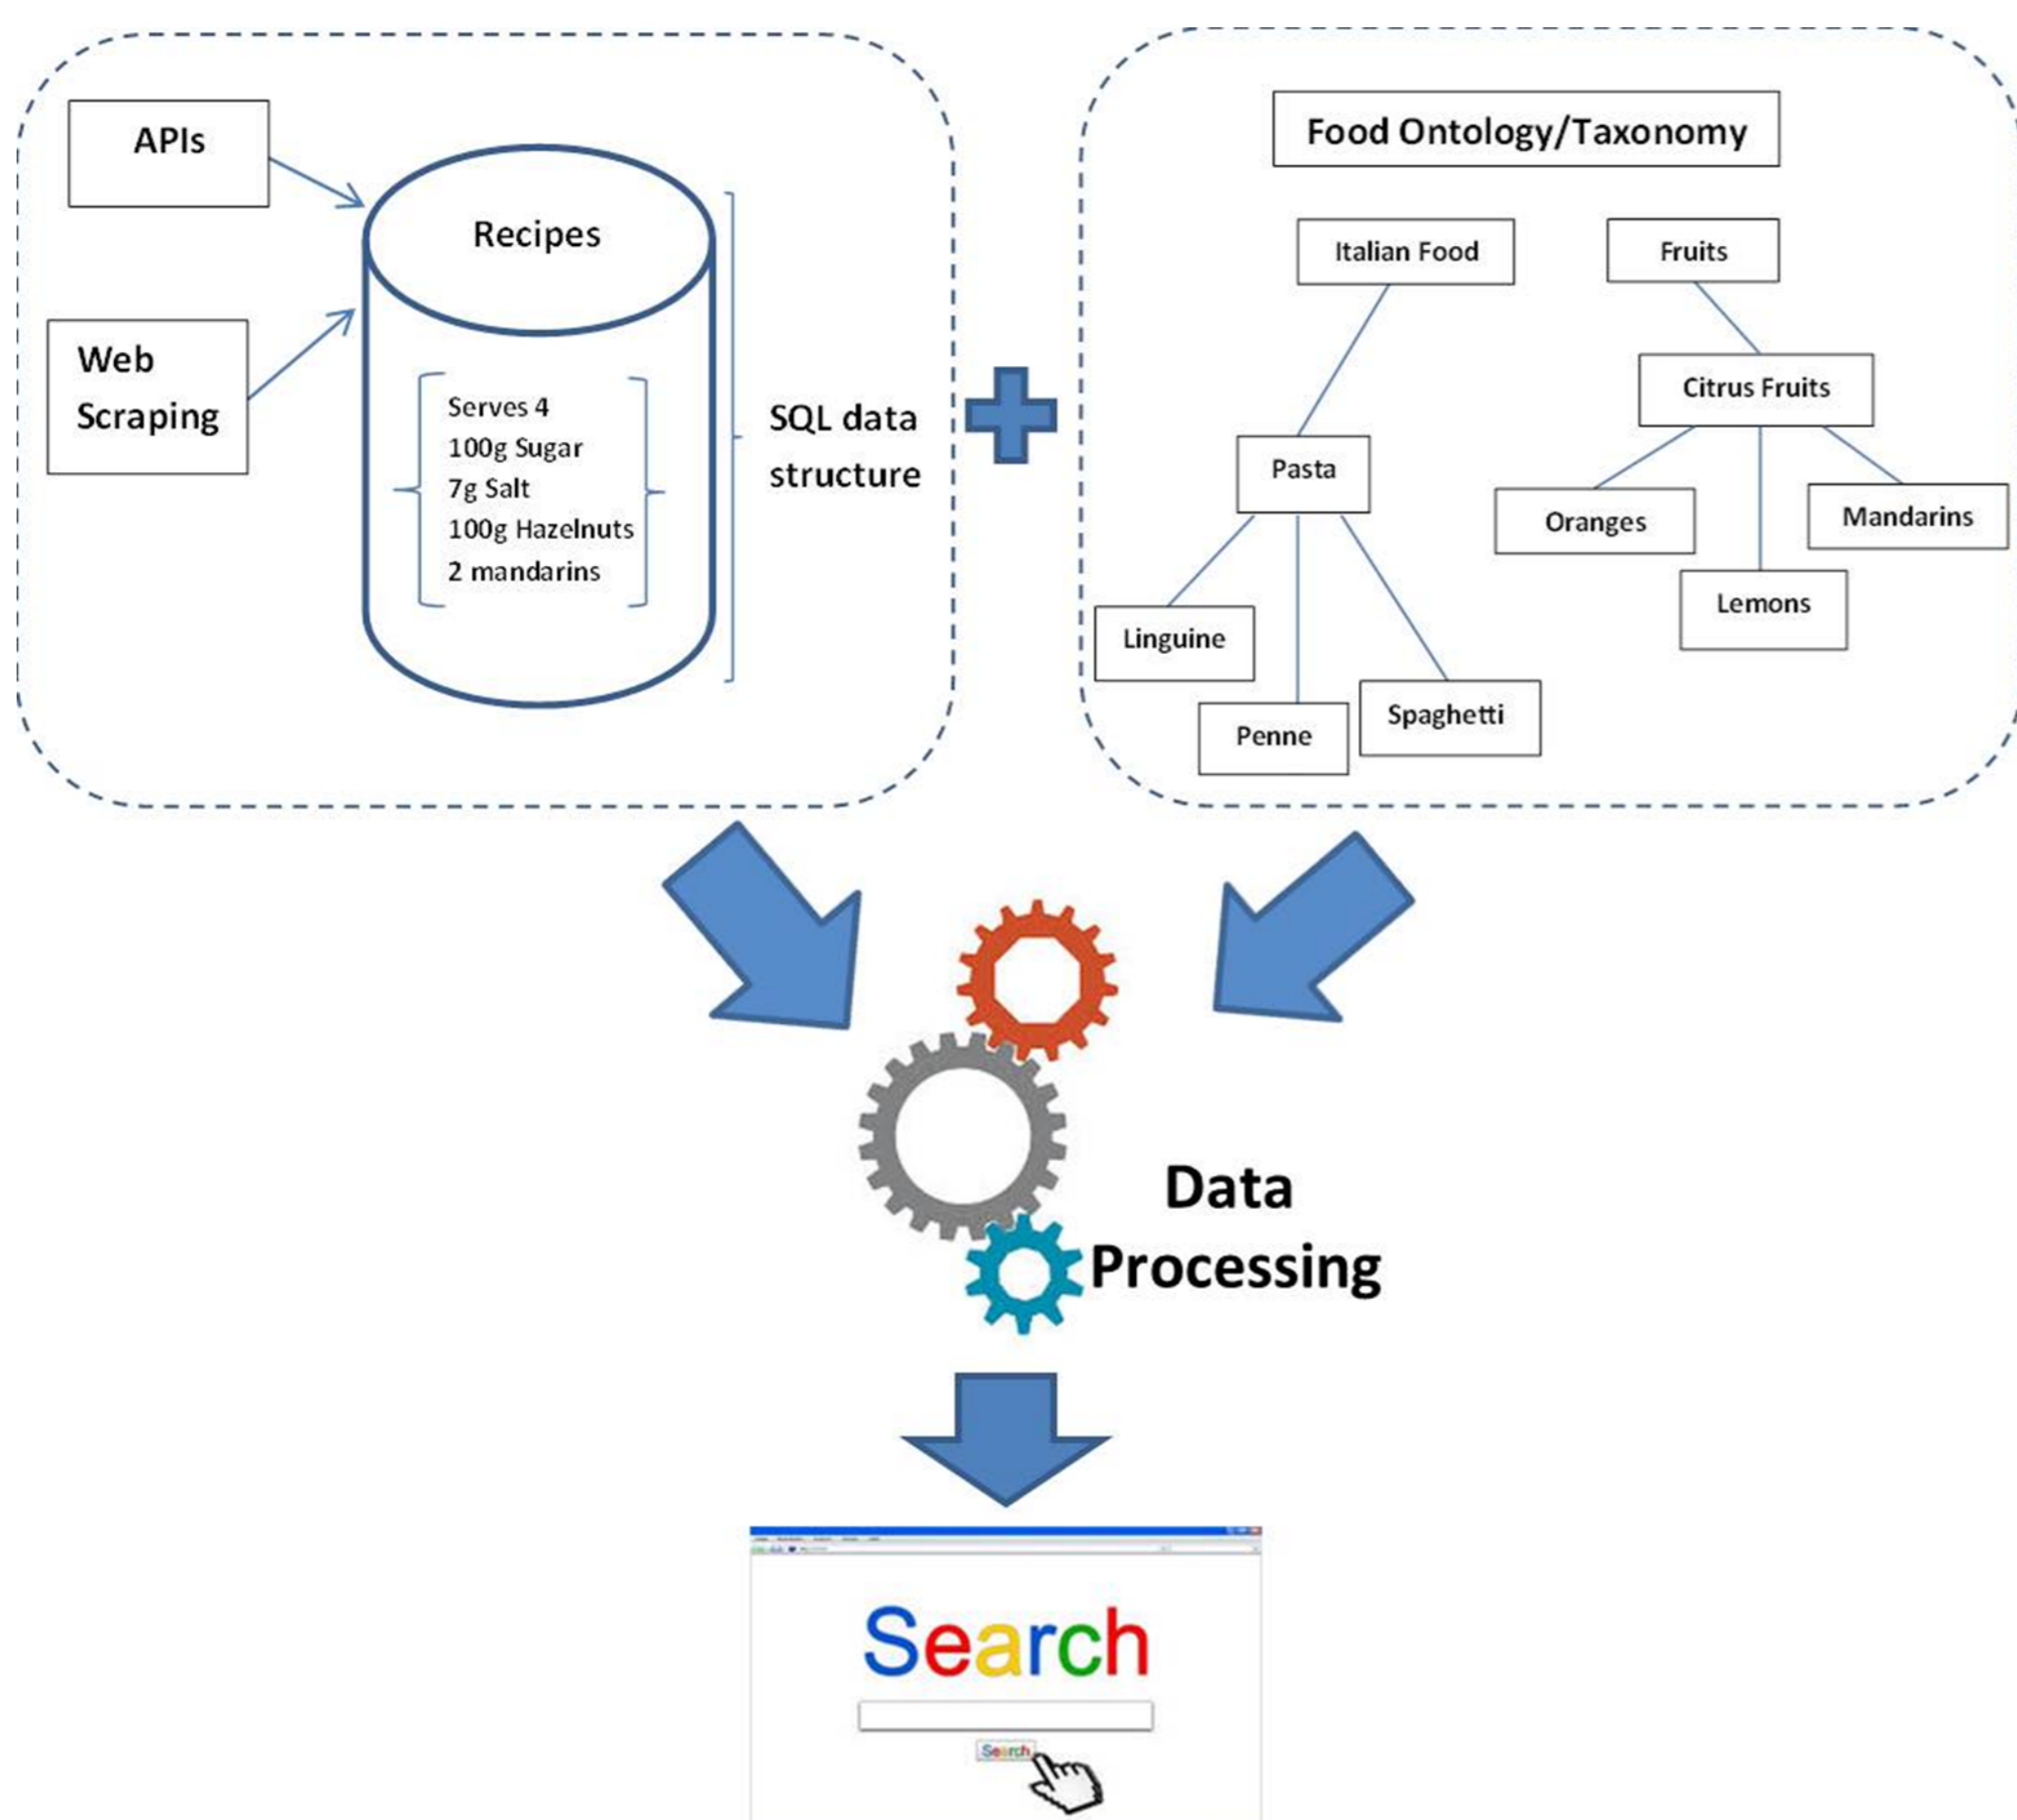 APIs
Web
Scraping
Recipes
Serves 4
100g Sugar
7g Salt
100g Hazelnuts
2 mandarins
SQL data
structure
Food Ontology/Taxonomy
Italian Food
Fruits
Citrus Fruits
Pasta
Oranges
Mandarins
Lemons
Linguine
Spaghetti
Penne
Data
Processing
Search
Search